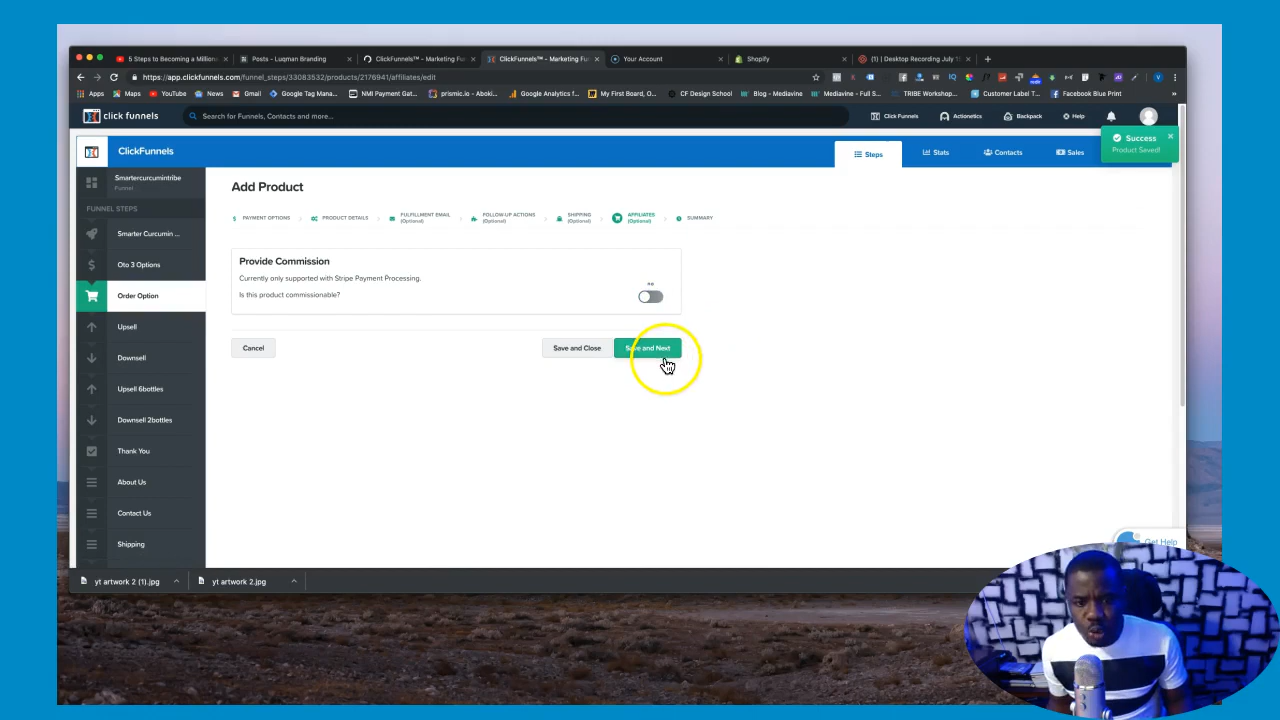 5 Steps to Becoming a Million
Posts - Luqman Branding
ClickFunnels™ - Marketing Fu
ClickFunnels™ - Marketing Fu
Your Account
Shopify
(1) | Desktop Recording July 1
https://app.clickfunnels.com/funnel_steps/33083532/products/2176941/affiliates/edit
Apps
Maps
YouTube
News
Gmail
Google Tag Mana...
NMI Payment Gat...
prismic.io - Aboki...
Google Analytics f...
My First Board, O...
CF Design School
Blog - Mediavine
Mediavine - Full S...
TRIBE Workshop...
Customer Label T...
Facebook Blue Print
click funnels
Search for Funnels, Contacts and more...
Click Funnels
Actionetics
Backpack
Help
Success
Product Saved!
ClickFunnels
Steps
Stats
Contacts
Sales
Smartercurcumintribe
Funnel
FUNNEL STEPS
Smarter Curcumin ...
Oto 3 Options
Order Option
Upsell
Downsell
Upsell 6bottles
Downsell 2bottles
Thank You
About Us
Contact Us
Shipping
Add Product
PAYMENT OPTIONS
PRODUCT DETAILS
FULFILLMENT EMAIL
(Optional)
FOLLOW-UP ACTIONS
(Optional)
SHIPPING
(Optional)
AFFILIATES
(Optional)
SUMMARY
Provide Commission
Currently only supported with Stripe Payment Processing.
Is this product commissionable?
no
Cancel
Save and Close
Save and Next
Get Help
yt artwork 2 (1).jpg
yt artwork 2.jpg